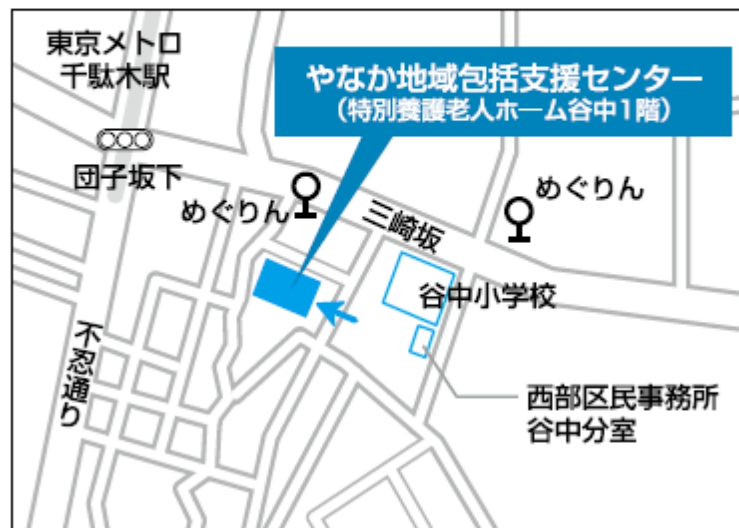 東京メトロ
千駄木駅
やなか地域包括支援センター
(特別養護老人ホーム谷中1階)
団子坂下
めぐりん
めぐりん
三崎坂
谷中小学校
不忍通り
西部区民事務所
谷中分室